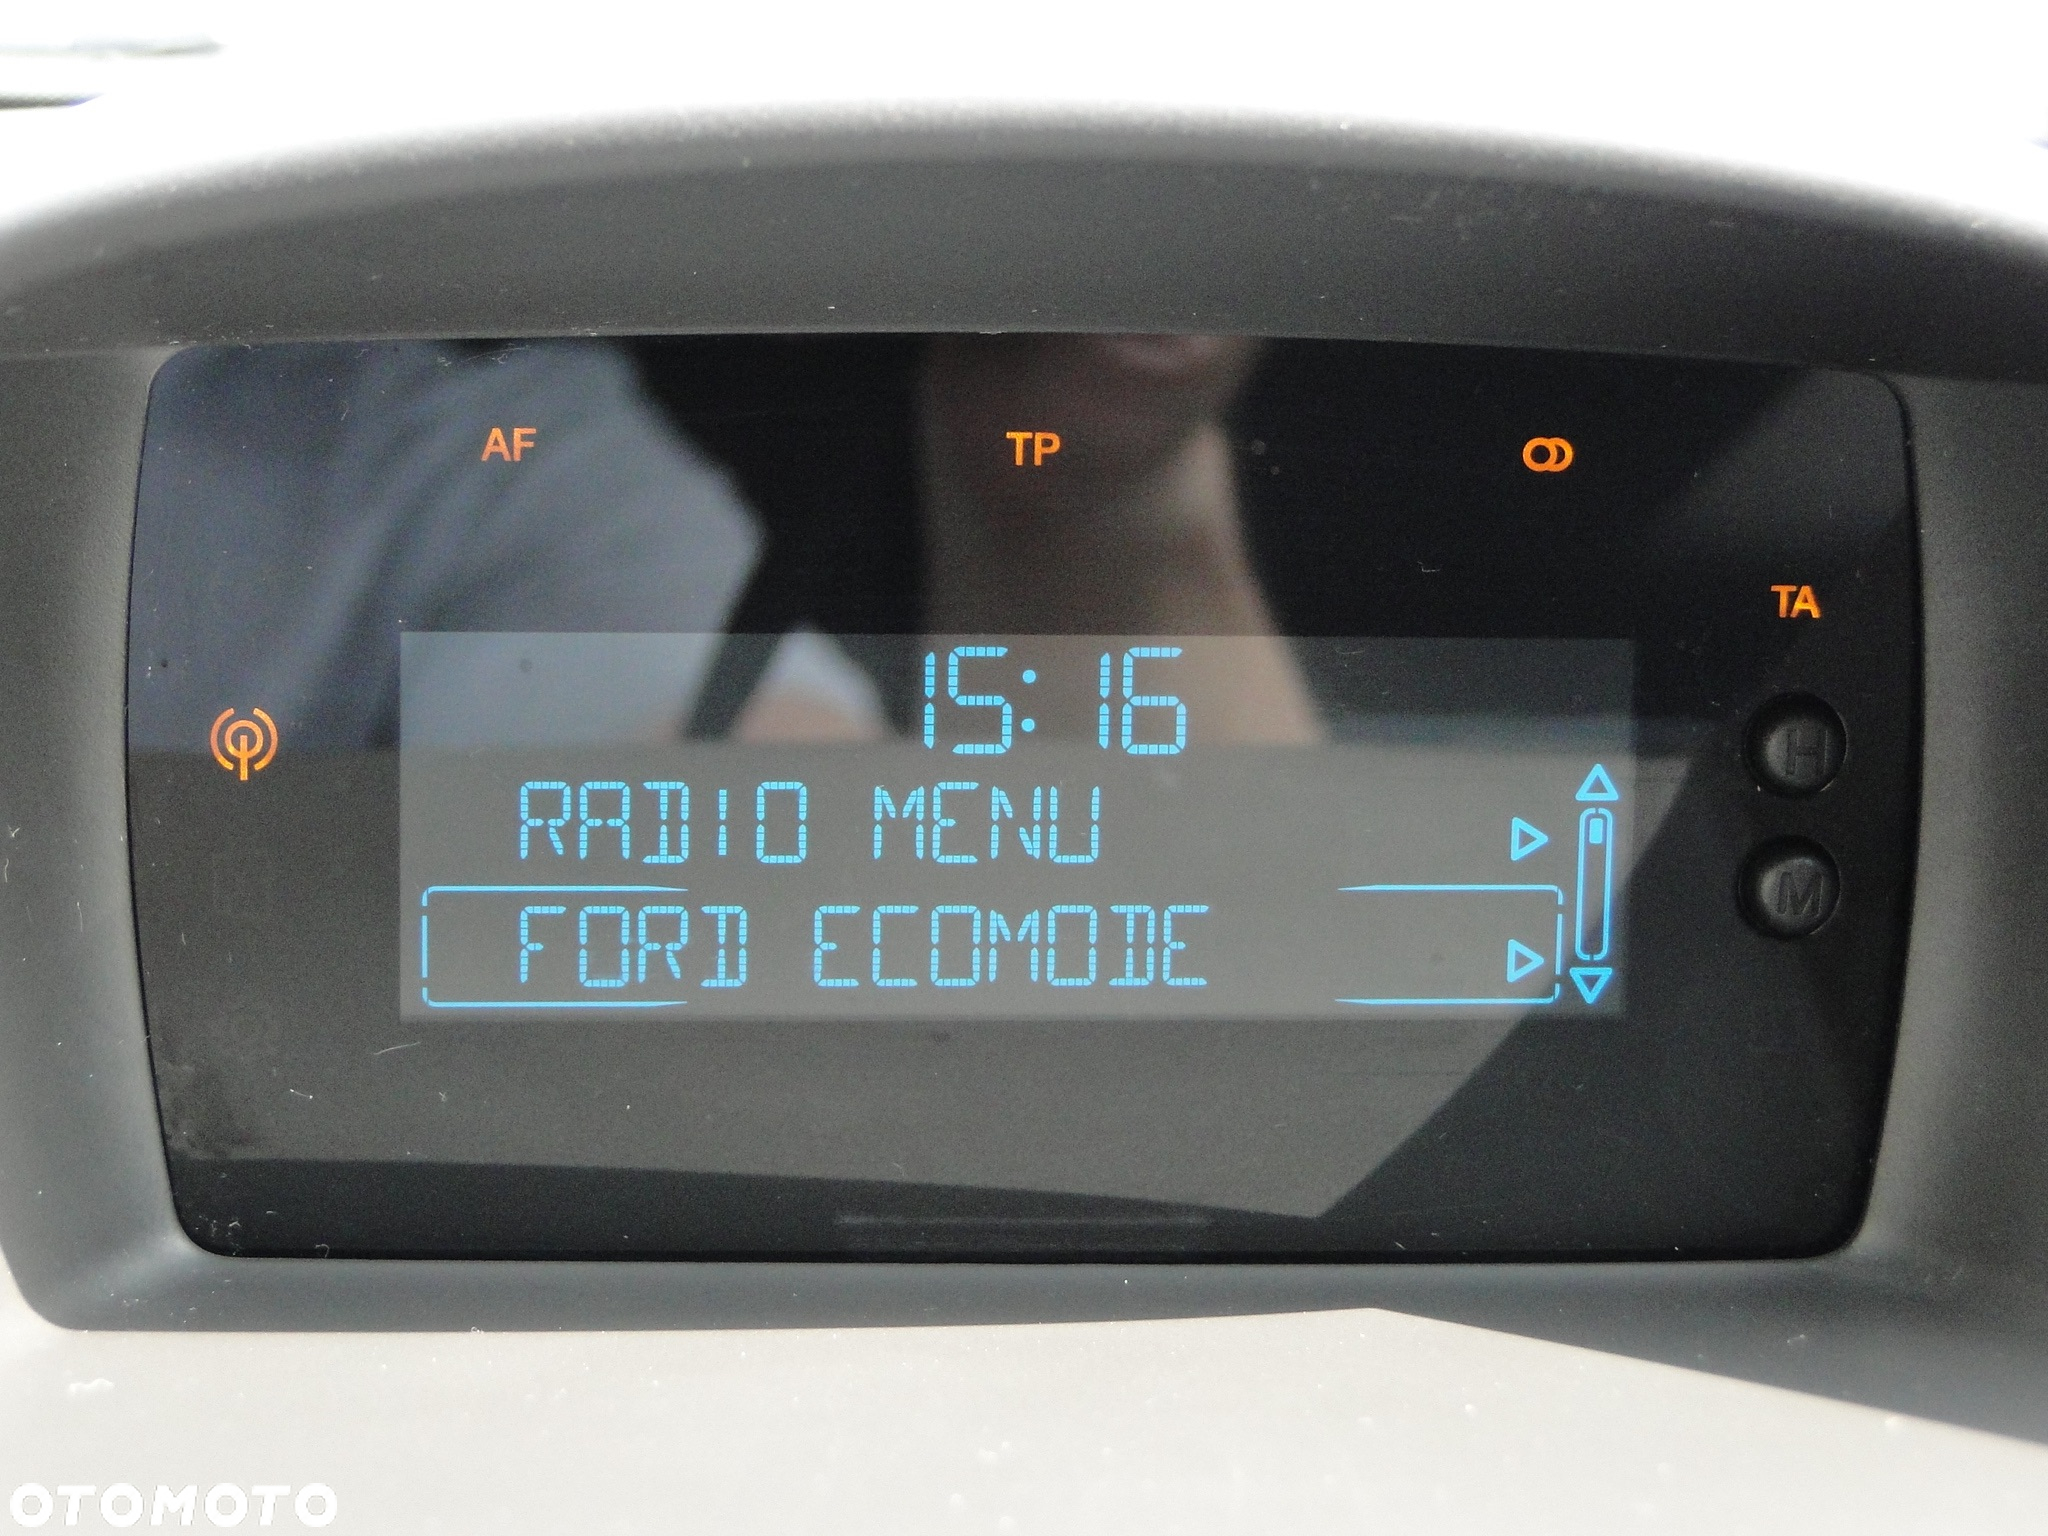 AF TP
TA
15:16
H
RADIO MENU
M
FORD ECOMODE
OTOMOTO